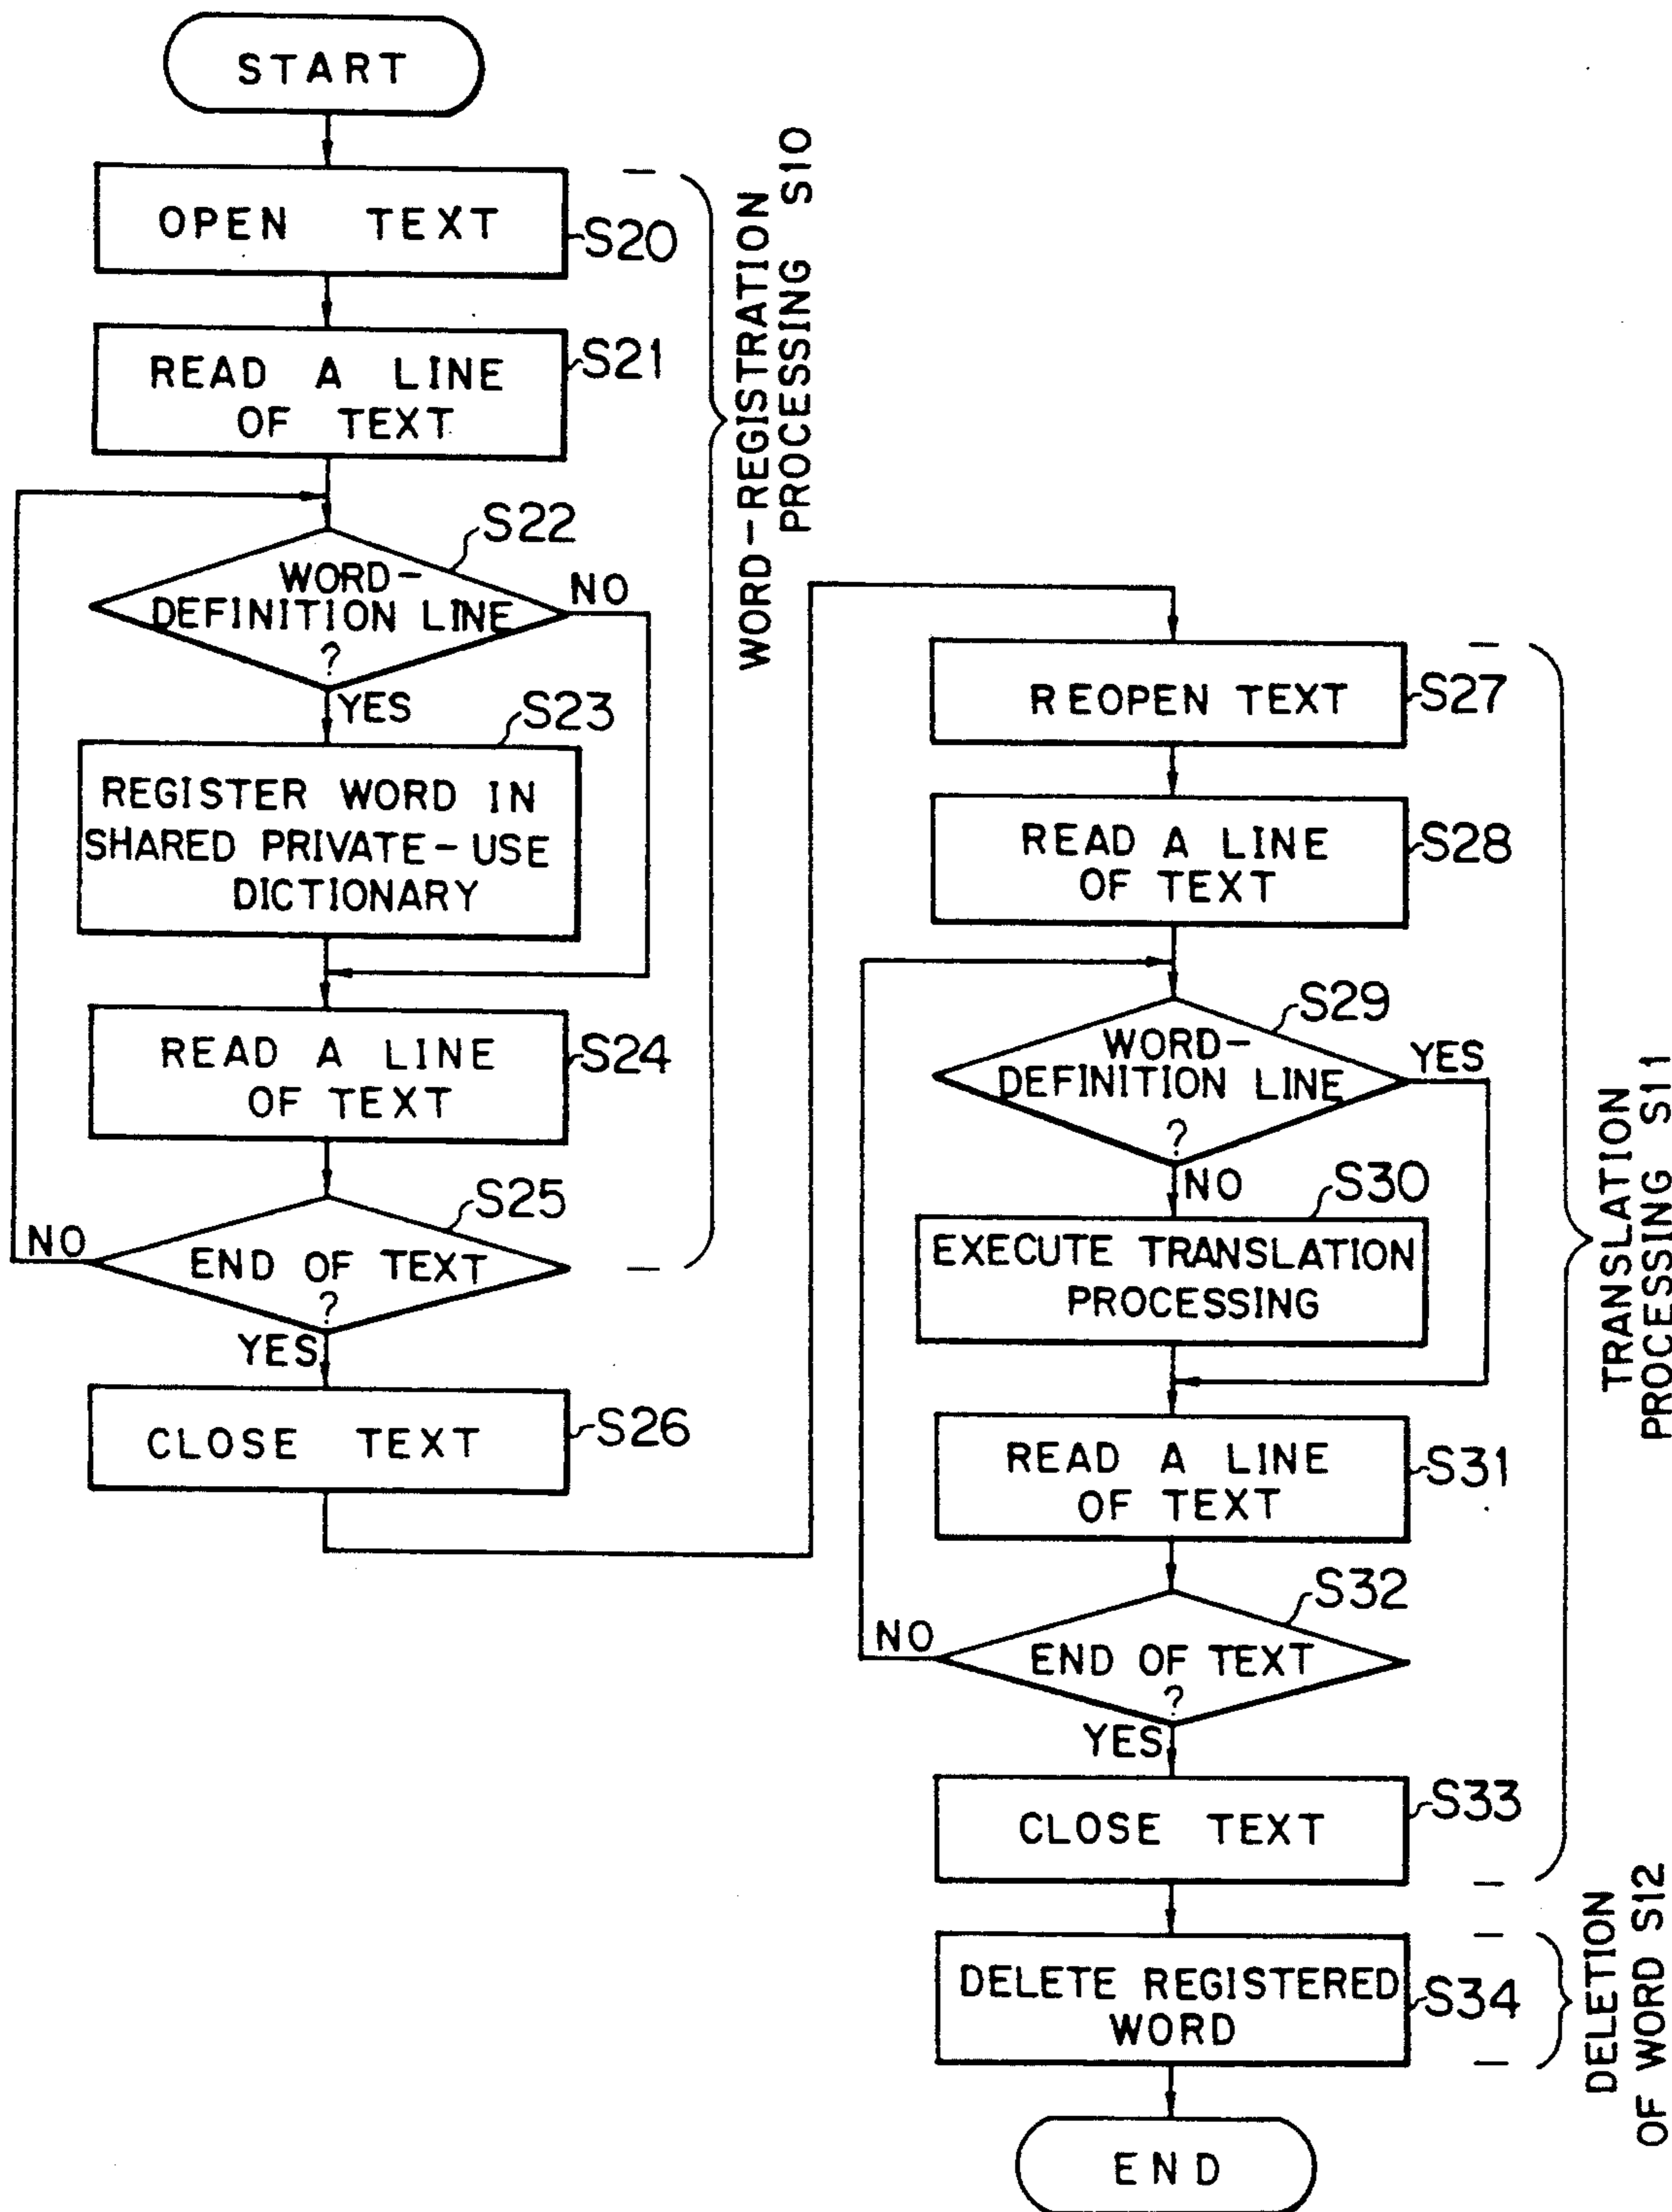 START
OPEN TEXT
S20
READ A LINE
OF TEXT
S21
S22
WORD-
DEFINITION LINE
?
NO
YES
S23
REGISTER WORD IN
SHARED PRIVATE-USE
DICTIONARY
READ A LINE
OF TEXT
S24
S25
END OF TEXT
?
NO
YES
CLOSE TEXT
S26
WORD-REGISTRATION
PROCESSING S10
REOPEN TEXT
S27
READ A LINE
OF TEXT
S28
S29
WORD-
DEFINITION LINE
?
YES
NO
S30
EXECUTE TRANSLATION
PROCESSING
READ A LINE
OF TEXT
S31
S32
END OF TEXT
?
NO
YES
CLOSE TEXT
S33
TRANSLATION
PROCESSING S11
DELETE REGISTERED
WORD
S34
DELETION
OF WORD S12
END